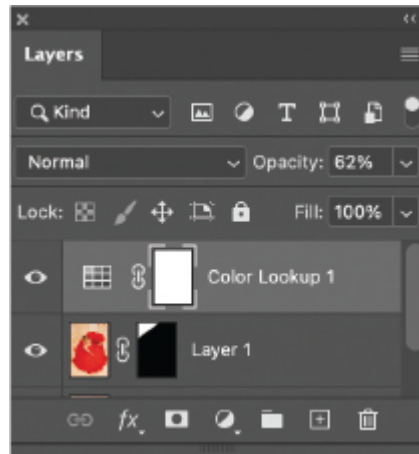 Layers
Kind
Normal Opacity: 62%
Lock: Fill: 100%
Color Lookup 1
Layer 1
fx